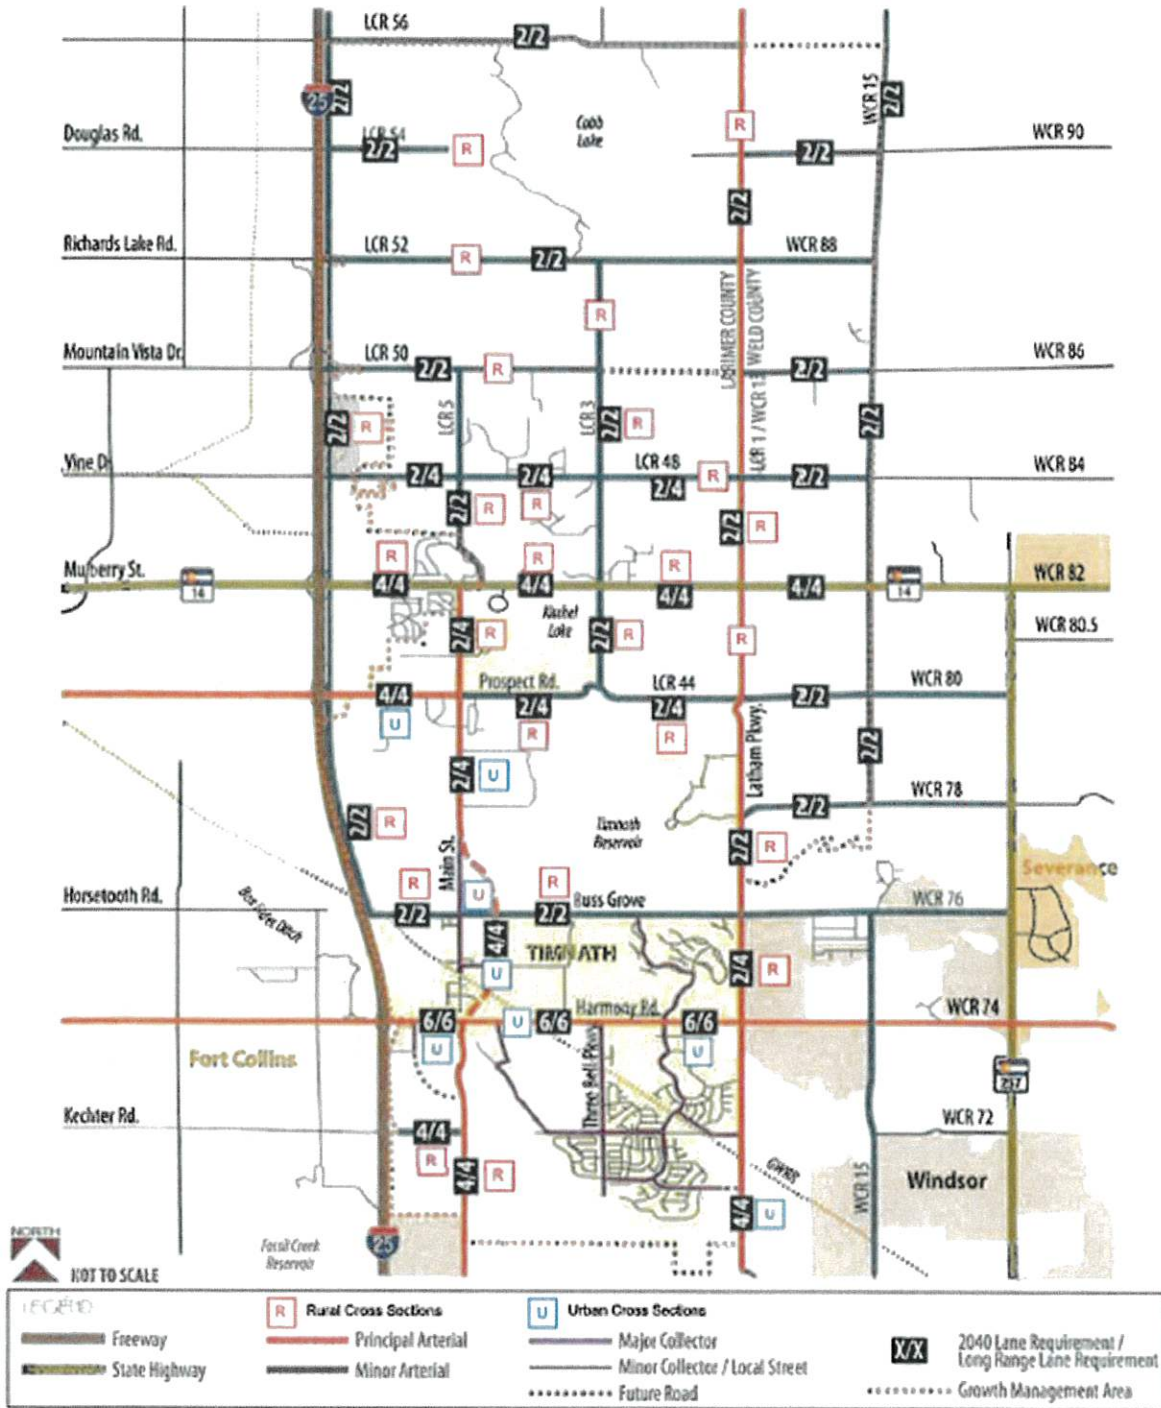 LCR 56
2/2
25
2/2
WCR 15
2/2
Douglas Rd.
LCR 54
2/2
R
Cobb
Lake
R
WCR 90
2/2
2/2
Richards Lake Rd.
LCR 52
R
2/2
WCR 88
R
LARIMER COUNTY
WELD COUNTY
Mountain Vista Dr.
LCR 50
2/2
R
2/2
WCR 86
2/2
R
LCR 5
LCR 3
2/2
R
LCR 1 / WCR 13
2/2
LCR 48
R
2/4
2/4
2/4
2/2
WCR 84
2/2
R
R
2/2
R
Mulberry St.
14
R
4/4
R
4/4
R
4/4
4/4
14
WCR 82
2/4
R
Lake
2/2
R
R
WCR 80.5
Prospect Rd.
LCR 44
WCR 80
4/4
U
2/4
R
2/4
R
2/2
Latham Pkwy.
2/2
2/4
U
2/2
WCR 78
2/2
R
Main St.
Timnath
Reservoir
2/2
R
Severance
Horsetooth Rd.
Box Elder Ditch
R
2/2
U
R
2/2
Buss Grove
WCR 76
4/4
TIMNATH
U
2/4
R
Harmony Rd.
WCR 74
6/6
U
U
6/6
6/6
U
Fort Collins
Three Bell Pkwy
257
Kechter Rd.
4/4
R
WCR 72
4/4
R
GWRR
WCR 15
Windsor
4/4
U
NORTH
NOT TO SCALE
25
Fossil Creek
Reservoir
LEGEND
R Rural Cross Sections
U Urban Cross Sections
Freeway
Principal Arterial
Major Collector
X/X 2040 Lane Requirement /
Long Range Lane Requirement
State Highway
Minor Arterial
Minor Collector / Local Street
Future Road
Growth Management Area